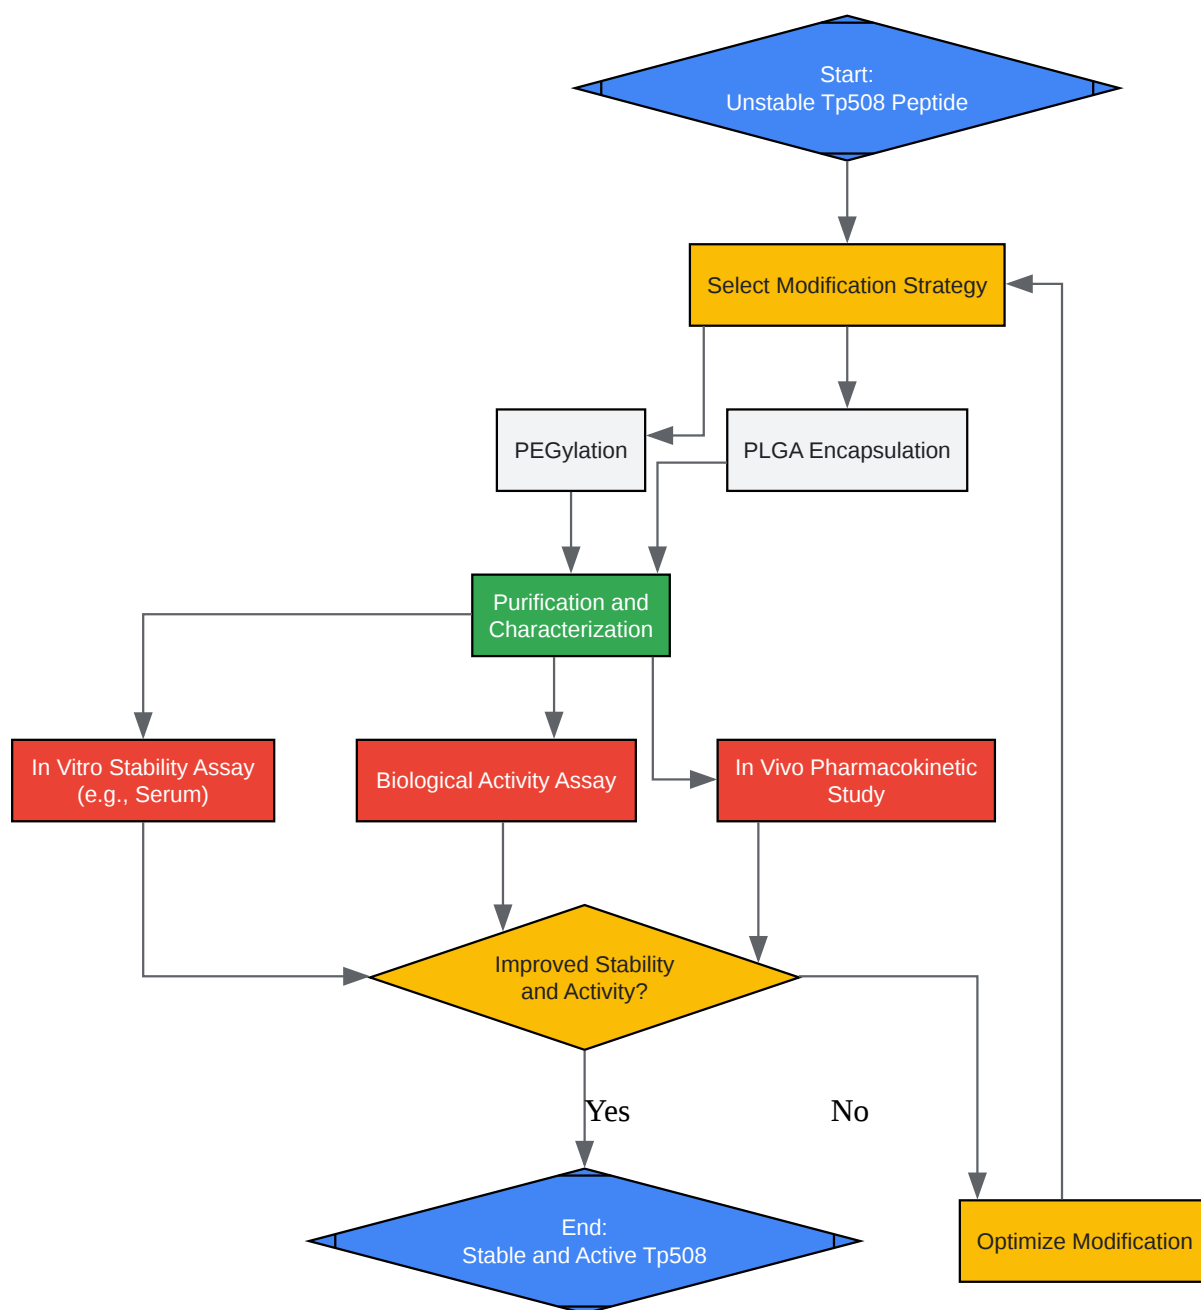 Start:
Unstable Tp508 Peptide
Select Modification Strategy
PEGylation
PLGA Encapsulation
Purification and
Characterization
In Vitro Stability Assay
(e.g., Serum)
Biological Activity Assay
In Vivo Pharmacokinetic
Study
Improved Stability
and Activity?
Yes
No
End:
Stable and Active Tp508
Optimize Modification